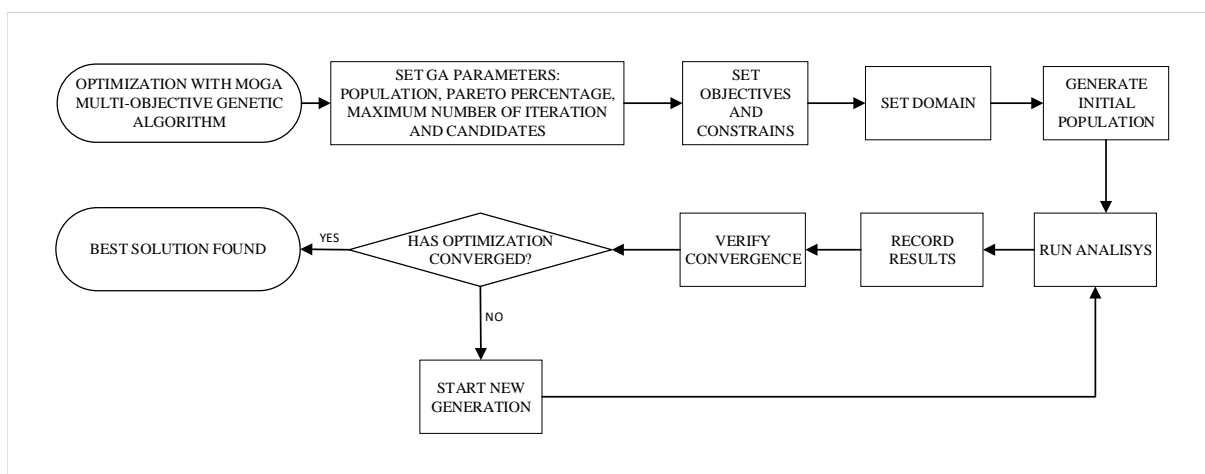 OPTIMIZATION WITH MOGA
MULTI-OBJECTIVE GENETIC
ALGORITHM
SET GA PARAMETERS:
POPULATION, PARETO PERCENTAGE,
MAXIMUM NUMBER OF ITERATION
AND CANDIDATES
SET
OBJECTIVES
AND
CONSTRAINS
SET DOMAIN
GENERATE
INITIAL
POPULATION
RUN ANALISYS
RECORD
RESULTS
VERIFY
CONVERGENCE
HAS OPTIMIZATION
CONVERGED?
YES
BEST SOLUTION FOUND
NO
START NEW
GENERATION